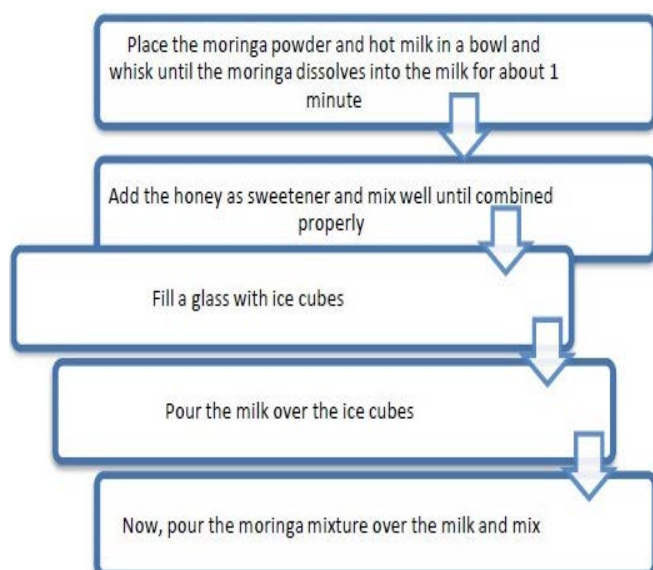 Place the moringa powder and hot milk in a bowl and
whisk until the moringa dissolves into the milk for about 1
minute
Add the honey as sweetener and mix well until combined
properly
Fill a glass with ice cubes
Pour the milk over the ice cubes
Now, pour the moringa mixture over the milk and mix